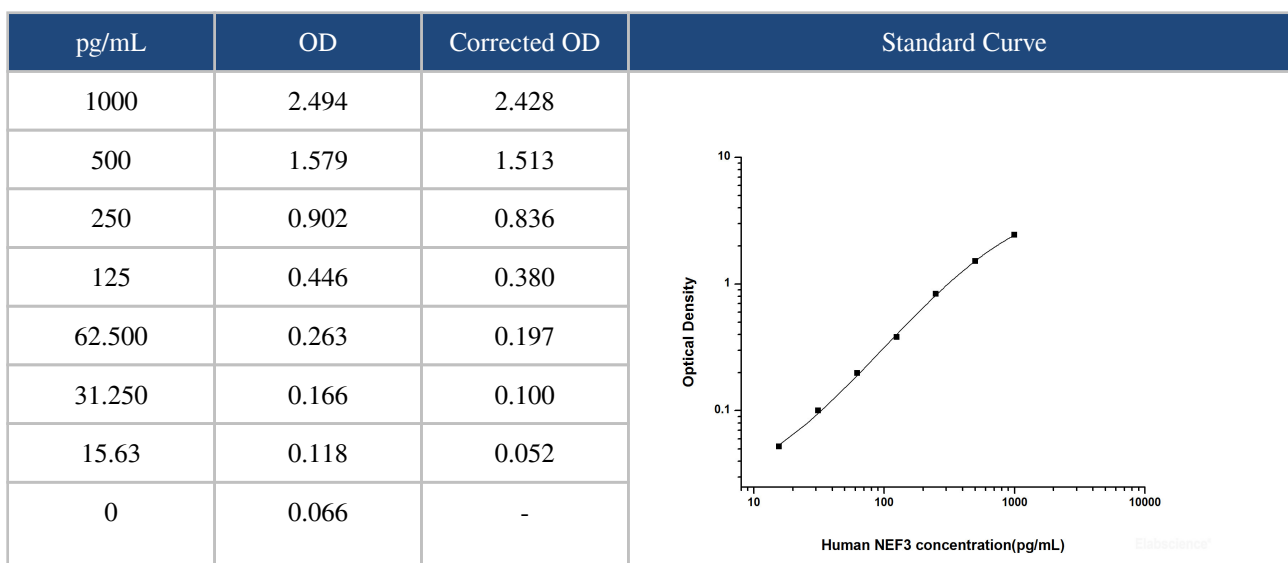 pg/mL OD Corrected OD Standard Curve
1000 2.494 2.428
500 1.579 1.513
250 0.902 0.836
125 0.446 0.380
62.500 0.263 0.197
31.250 0.166 0.100
15.63 0.118 0.052
0 0.066 -
10
1
0.1
Optical Density
10 100 1000 10000
Human NEF3 concentration(pg/mL)
Elabscience®